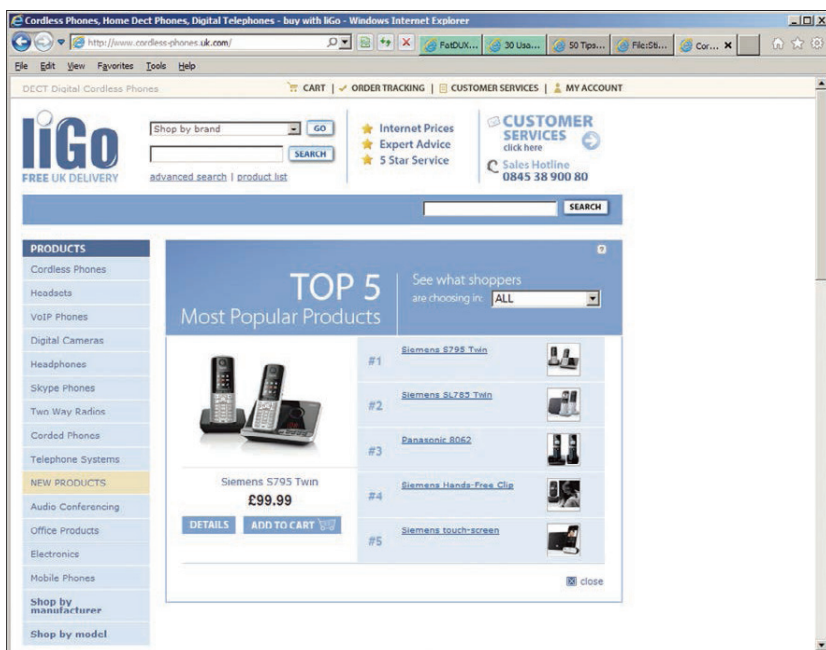 Cordless Phones, Home Dect Phones, Digital Telephones - buy with liGo - Windows Internet Explorer
http://www.cordless-phones.uk.com/
FatDUX...
30 Usa...
50 Tips...
File:Sti...
Cor...
File Edit View Favorites Tools Help
DECT Digital Cordless Phones
CART | ORDER TRACKING | CUSTOMER SERVICES | MY ACCOUNT
liGo
FREE UK DELIVERY
Shop by brand
GO
SEARCH
advanced search | product list
Internet Prices
Expert Advice
5 Star Service
CUSTOMER
SERVICES
click here
Sales Hotline
0845 38 900 80
SEARCH
PRODUCTS
Cordless Phones
Headsets
VoIP Phones
Digital Cameras
Headphones
Skype Phones
Two Way Radios
Corded Phones
Telephone Systems
NEW PRODUCTS
Audio Conferencing
Office Products
Electronics
Mobile Phones
Shop by
manufacturer
Shop by model
?
TOP 5
Most Popular Products
See what shoppers
are choosing in: ALL
Siemens S795 Twin
£99.99
DETAILS
ADD TO CART
#1 Siemens S795 Twin
#2 Siemens SL785 Twin
#3 Panasonic 8062
#4 Siemens Hands-Free Clip
#5 Siemens touch-screen
close